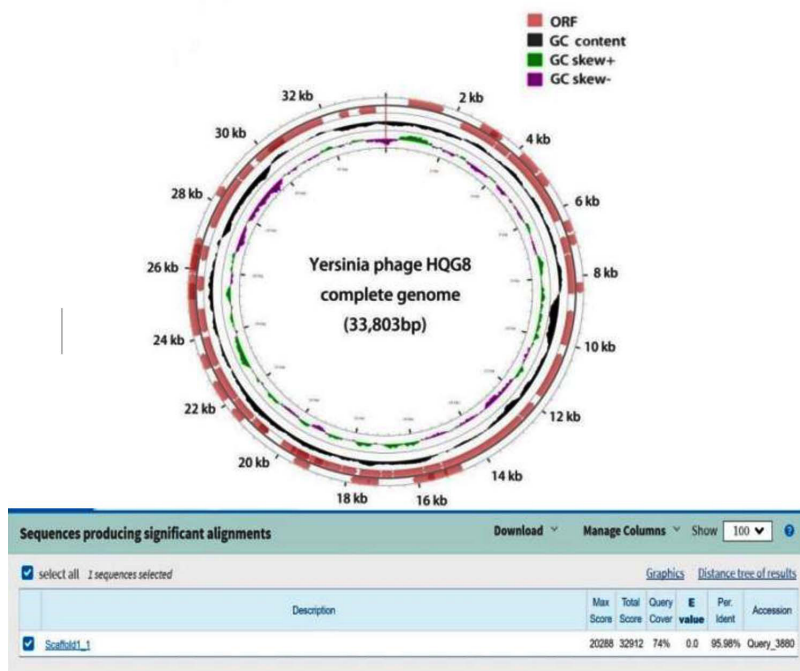 ORF
GC content
GC skew+
GC skew-
32 kb
2 kb
30 kb
4 kb
28 kb
6 kb
26 kb
8 kb
24 kb
10 kb
22 kb
12 kb
20 kb
14 kb
18 kb
16 kb
Yersinia phage HQG8
complete genome
(33,803bp)
Sequences producing significant alignments Download Manage Columns Show 100
select all 1 sequences selected Graphics Distance tree of results
Description Max Score Total Score Query Cover E value Per. Ident Accession
Scaffold1_1 20288 32912 74% 0.0 95.98% Query_3880